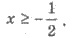 x ≥ -1/2 ,